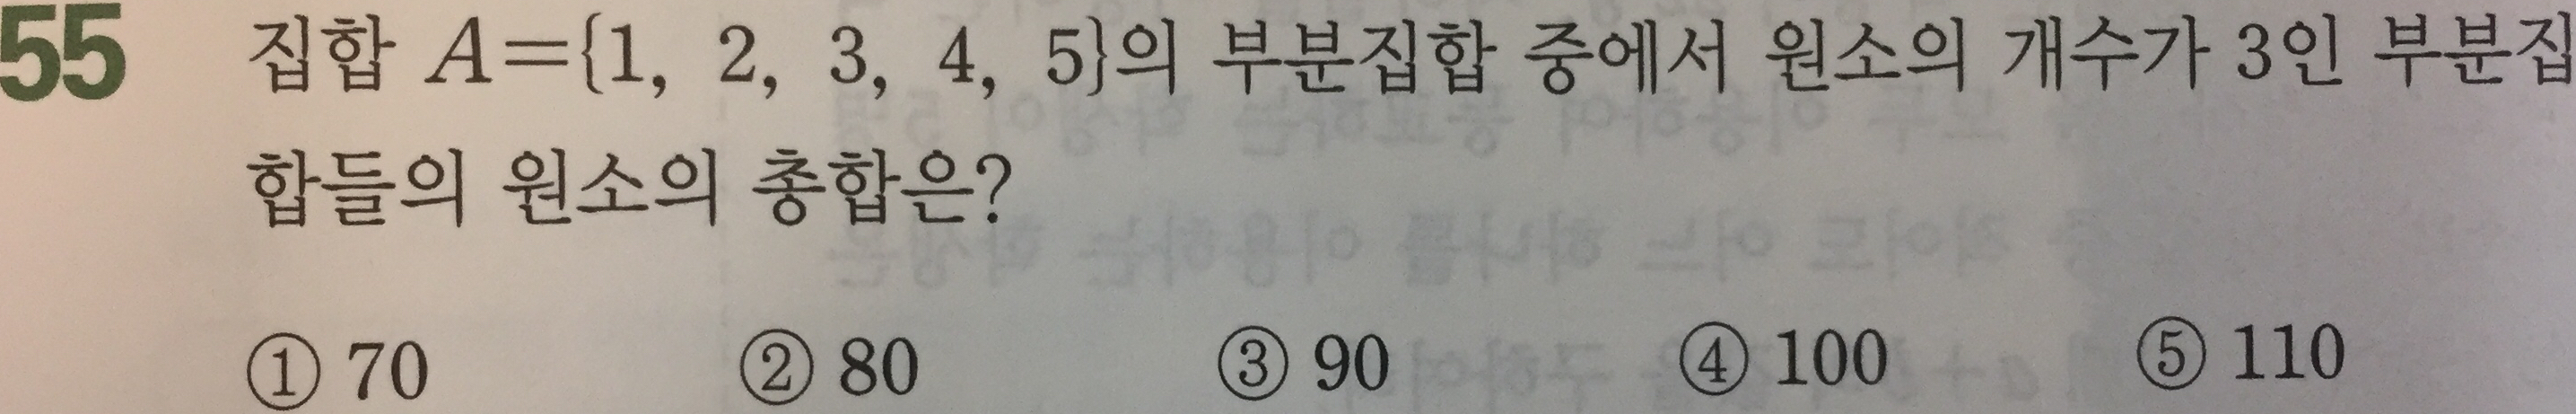 55 집합 A={1, 2, 3, 4, 5}의 부분집합 중에서 원소의 개수가 3인 부분집
합들의 원소의 총합은?
① 70 ② 80 ③ 90 ④ 100 ⑤ 110